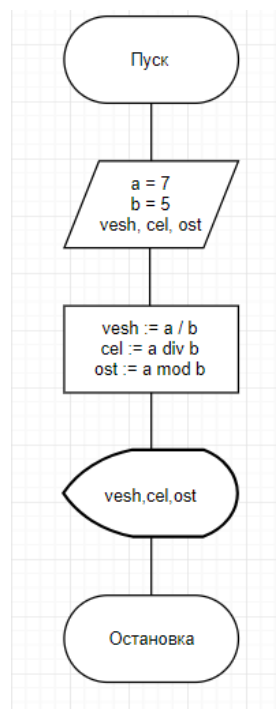 Пуск
a = 7
b = 5
vesh, cel, ost
vesh := a / b
cel := a div b
ost := a mod b
vesh,cel,ost
Остановка